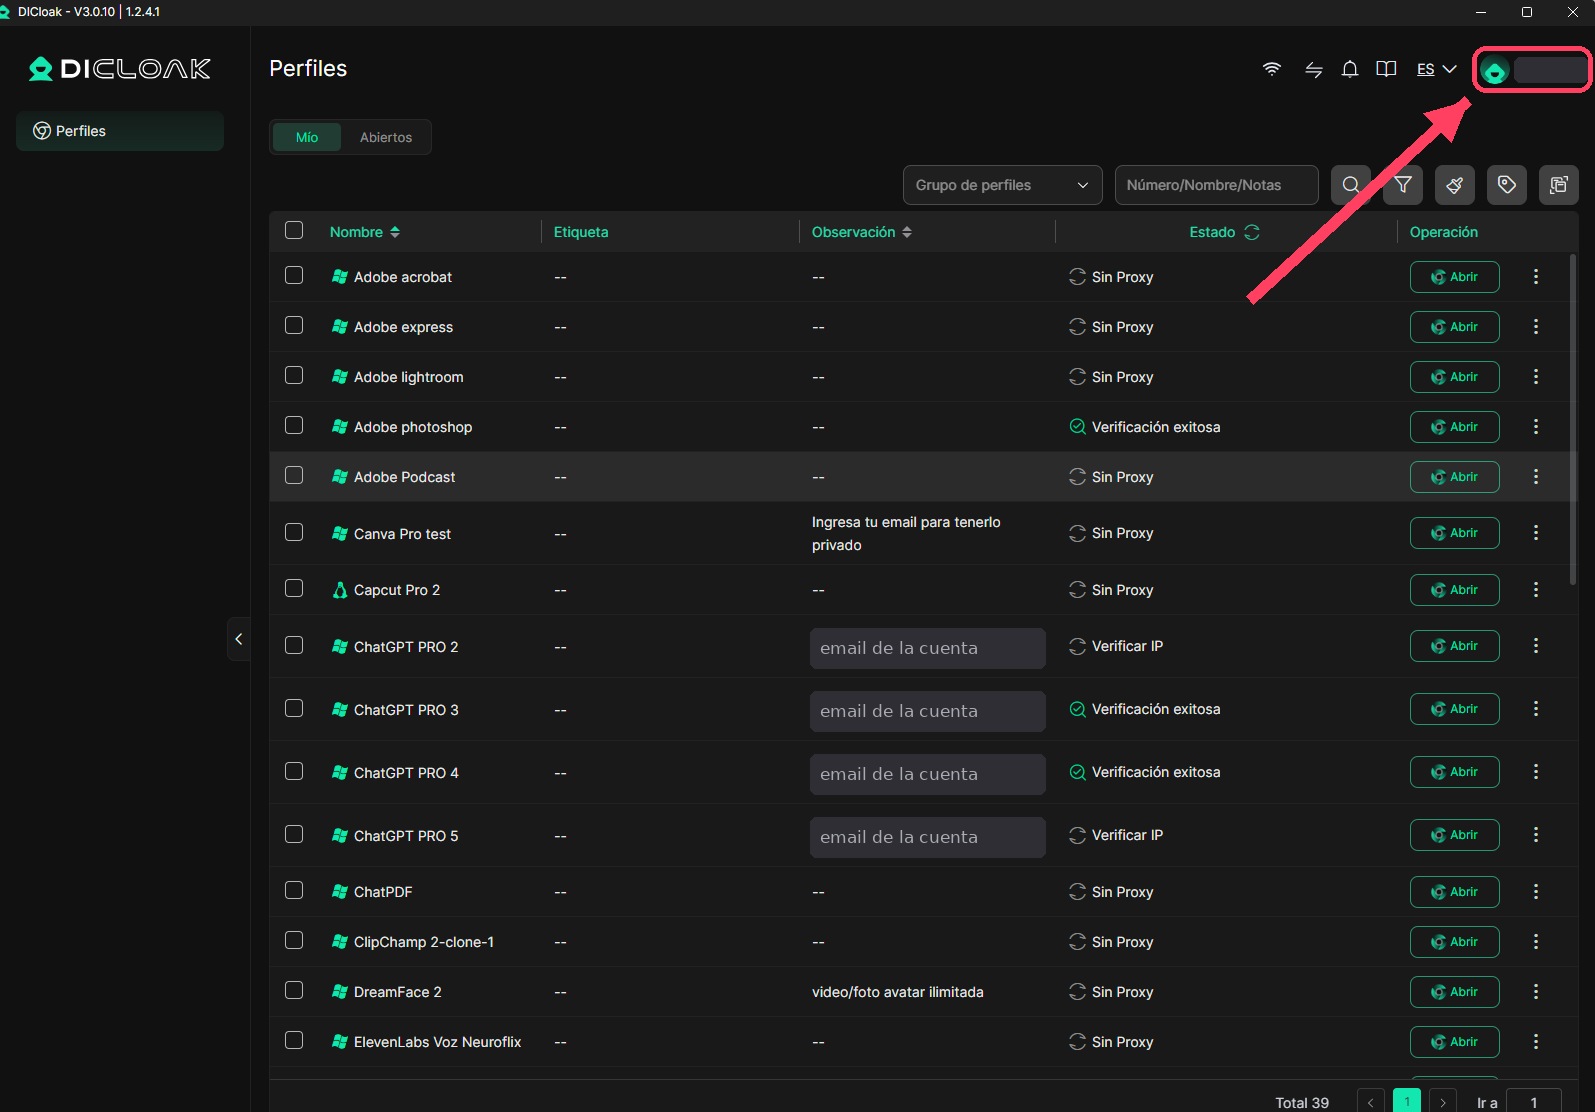 DICloak - V3.0.10 | 1.2.4.1
DICLOAK
Perfiles
ES
Perfiles
Mío Abiertos
Grupo de perfiles Número/Nombre/Notas
Nombre Etiqueta Observación Estado Operación
Adobe acrobat -- -- Sin Proxy Abrir
Adobe express -- -- Sin Proxy Abrir
Adobe lightroom -- -- Sin Proxy Abrir
Adobe photoshop -- -- Verificación exitosa Abrir
Adobe Podcast -- -- Sin Proxy Abrir
Canva Pro test -- Ingresa tu email para tenerlo privado Sin Proxy Abrir
Capcut Pro 2 -- -- Sin Proxy Abrir
ChatGPT PRO 2 -- email de la cuenta Verificar IP Abrir
ChatGPT PRO 3 -- email de la cuenta Verificación exitosa Abrir
ChatGPT PRO 4 -- email de la cuenta Verificación exitosa Abrir
ChatGPT PRO 5 -- email de la cuenta Verificar IP Abrir
ChatPDF -- -- Sin Proxy Abrir
ClipChamp 2-clone-1 -- -- Sin Proxy Abrir
DreamFace 2 -- video/foto avatar ilimitada Sin Proxy Abrir
ElevenLabs Voz Neuroflix -- -- Sin Proxy Abrir
Total 39 < 1 > Ir a 1